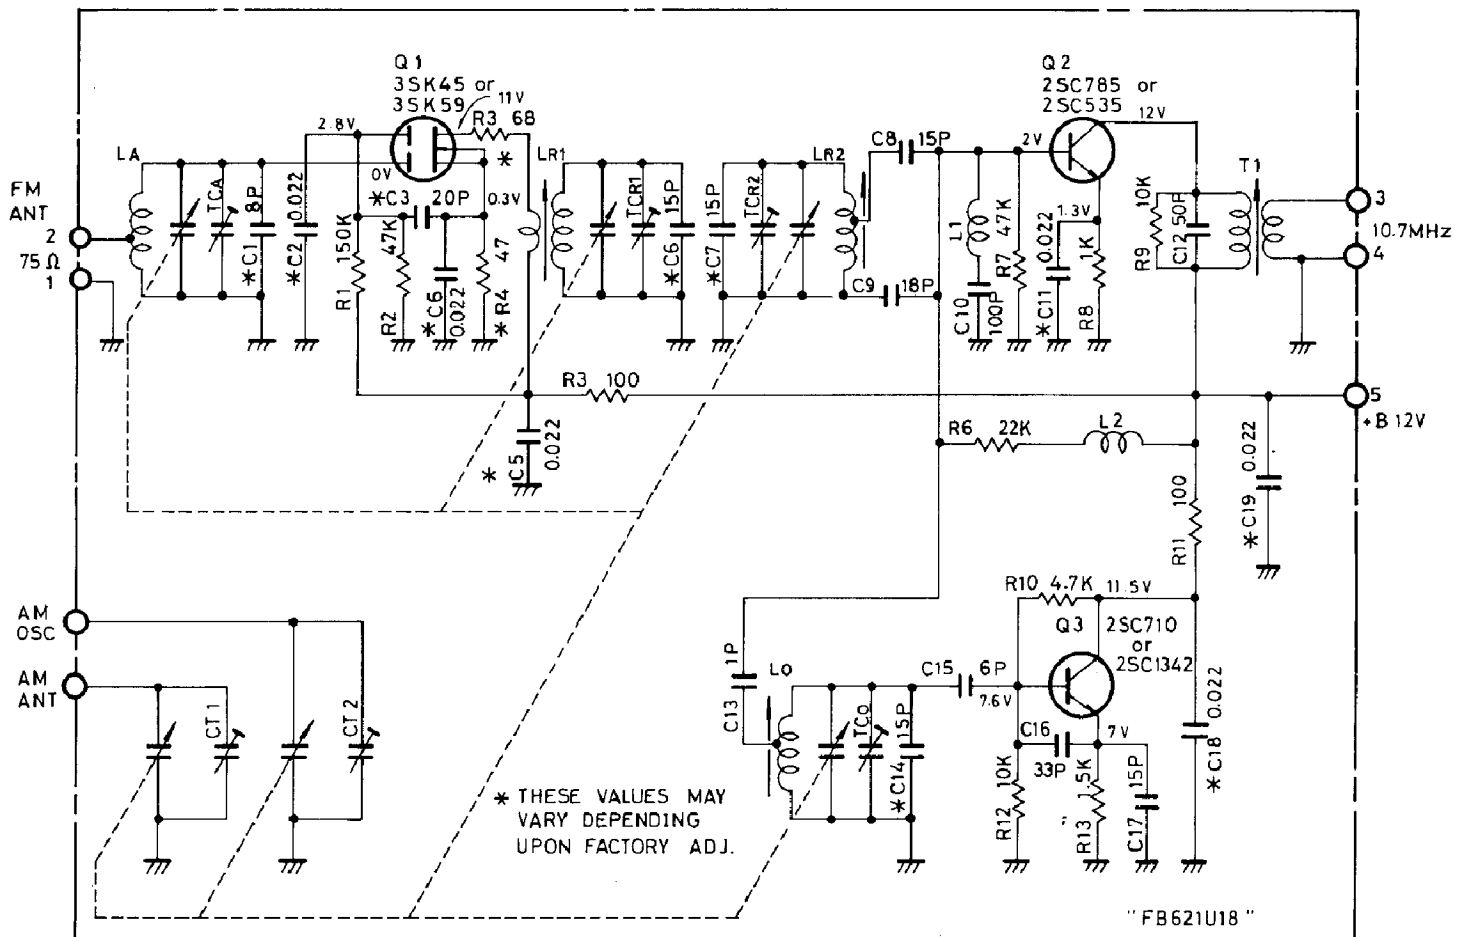 Q1
3SK45 or
3SK59
11V
R3 68
2.8V
LA
TCA
8P
*C1
0.022
*C2
0V
*C3 20P
0.3V
*
150K
R1
47K
R2
*C6
0.022
47
*R4
LR1
TCR1
15P
*C6
15P
*C7
TCR2
LR2
C8 15P
C9 18P
Q2
2SC785 or
2SC535
12V
2V
L1
C10
100P
47K
R7
1.3V
0.022
*C11
1K
R8
10K
R9
50P
C12
T1
3
10.7MHz
4
FM
ANT
2
75Ω
1
R3 100
5
+B 12V
*C5
0.022
R6 22K
L2
0.022
*C19
100
R11
AM
OSC
AM
ANT
CT1
CT2
R10 4.7K
11.5V
Q3
2SC710
or
2SC1342
1P
C13
LO
TCO
15P
*C14
C15 6P
7.6V
C16
33P
7V
10K
R12
1.5K
R13
15P
C17
0.022
*C18
* THESE VALUES MAY
VARY DEPENDING
UPON FACTORY ADJ.
"FB621U18"